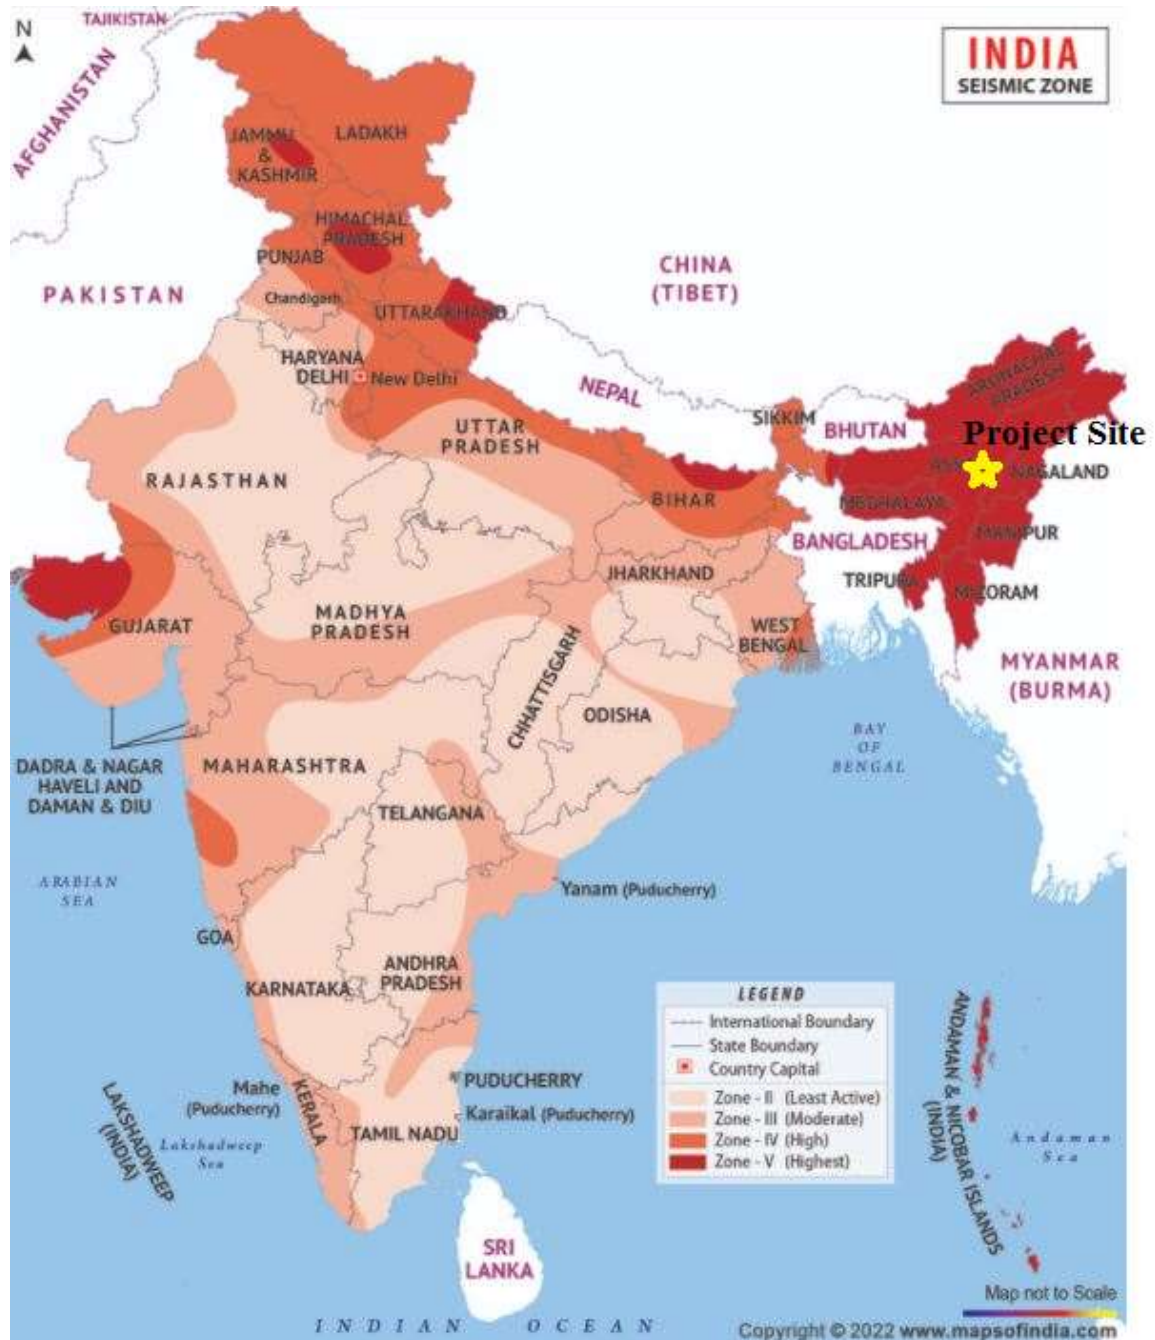 N
TAJIKISTAN
AFGHANISTAN
INDIA
SEISMIC ZONE
JAMMU
&
KASHMIR
LADAKH
HIMACHAL
PRADESH
PUNJAB
Chandigarh
UTTARAKHAND
PAKISTAN
CHINA
(TIBET)
HARYANA
DELHI
New Delhi
NEPAL
SIKKIM
BHUTAN
ARUNACHAL
PRADESH
Project Site
UTTAR
PRADESH
RAJASTHAN
BIHAR
NAGALAND
MEGHALAYA
MANIPUR
BANGLADESH
JHARKHAND
TRIPURA
MIZORAM
GUJARAT
MADHYA
PRADESH
WEST
BENGAL
CHHATTISGARH
ODISHA
MYANMAR
(BURMA)
BAY
OF
BENGAL
DADRA & NAGAR
HAVELI AND
DAMAN & DIU
MAHARASHTRA
TELANGANA
ARABIAN
SEA
Yanam (Puducherry)
GOA
KARNATAKA
ANDHRA
PRADESH
LEGEND
International Boundary
State Boundary
Country Capital
Zone - II (Least Active)
Zone - III (Moderate)
Zone - IV (High)
Zone - V (Highest)
ANDAMAN & NICOBAR ISLANDS
(INDIA)
Andaman
Sea
LAKSHADWEEP
(INDIA)
Lakshadweep
Sea
Mahe
(Puducherry)
KERALA
PUDUCHERRY
Karaikal (Puducherry)
TAMIL NADU
SRI
LANKA
INDIAN OCEAN
Map not to Scale
Copyright © 2022 www.mapsofindia.com